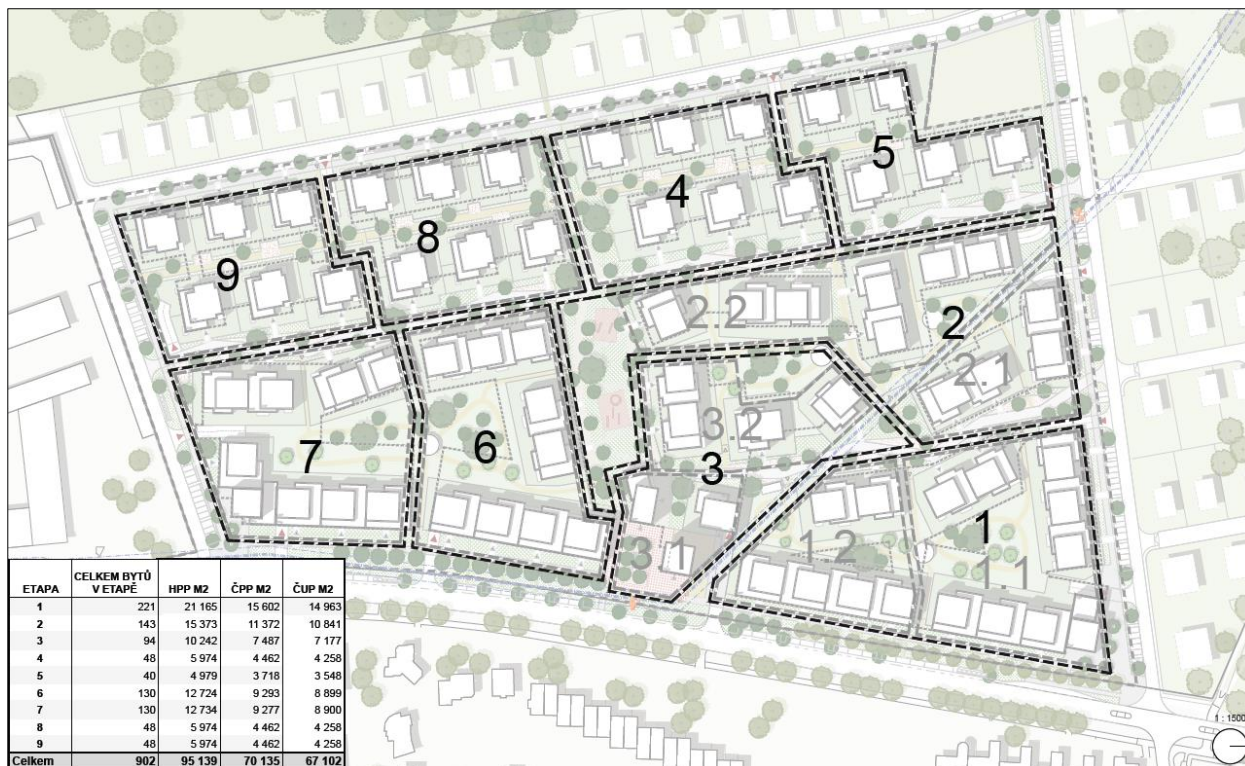 5
4
8
9
2.2
2
2.1
7
6
3.2
3
1
1.2
1.1
3.1
ETAPA CELKEM BYTŮ V ETAPĚ HPP M2 ČPP M2 ČUP M2
1 221 21 165 15 602 14 963
2 143 15 373 11 372 10 841
3 94 10 242 7 487 7 177
4 48 5 974 4 462 4 258
5 40 4 979 3 718 3 548
6 130 12 724 9 293 8 899
7 130 12 734 9 277 8 900
8 48 5 974 4 462 4 258
9 48 5 974 4 462 4 258
Celkem 902 95 139 70 135 67 102
1 : 1500